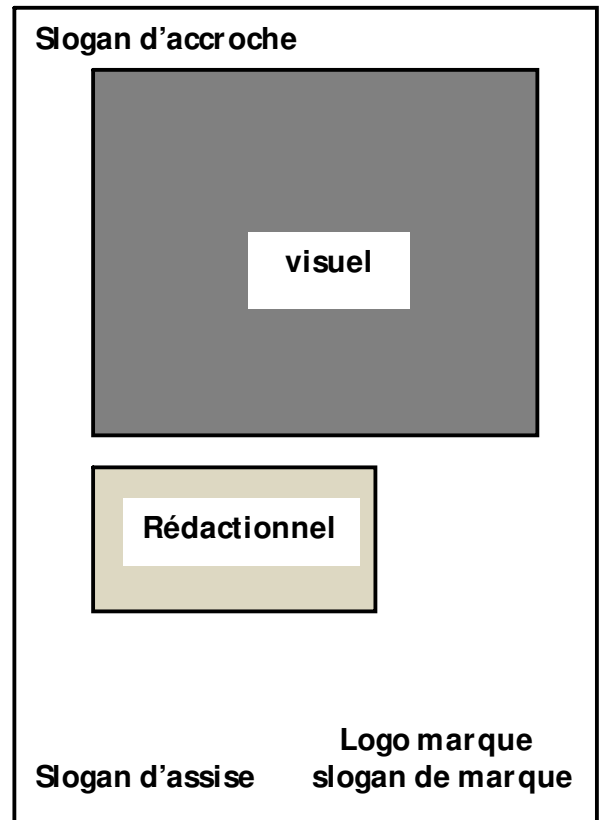 Slogan d'accroche
visuel
Rédactionnel
Logo marque
Slogan d'assise slogan de marque